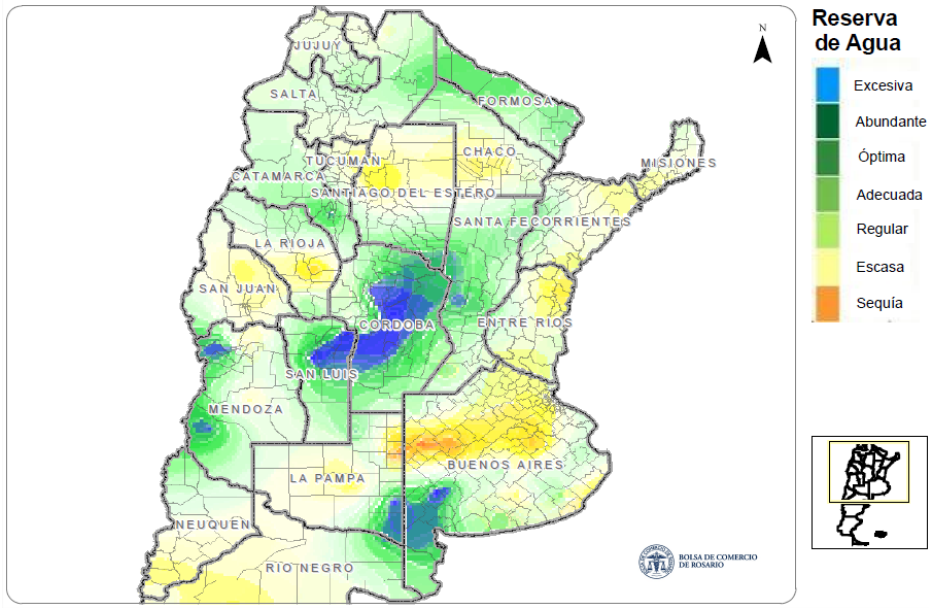 Reserva
de Agua
Excesiva
Abundante
Óptima
Adecuada
Regular
Escasa
Sequía
N
JUJUY
SALTA
FORMOSA
CHACO
TUCUMAN
MISIONES
CATAMARCA
SANTIAGO DEL ESTERO
SANTA FE
CORRIENTES
LA RIOJA
SAN JUAN
CORDOBA
ENTRE RIOS
SAN LUIS
MENDOZA
BUENOS AIRES
LA PAMPA
NEUQUEN
RIO NEGRO
BOLSA DE COMERCIO
DE ROSARIO